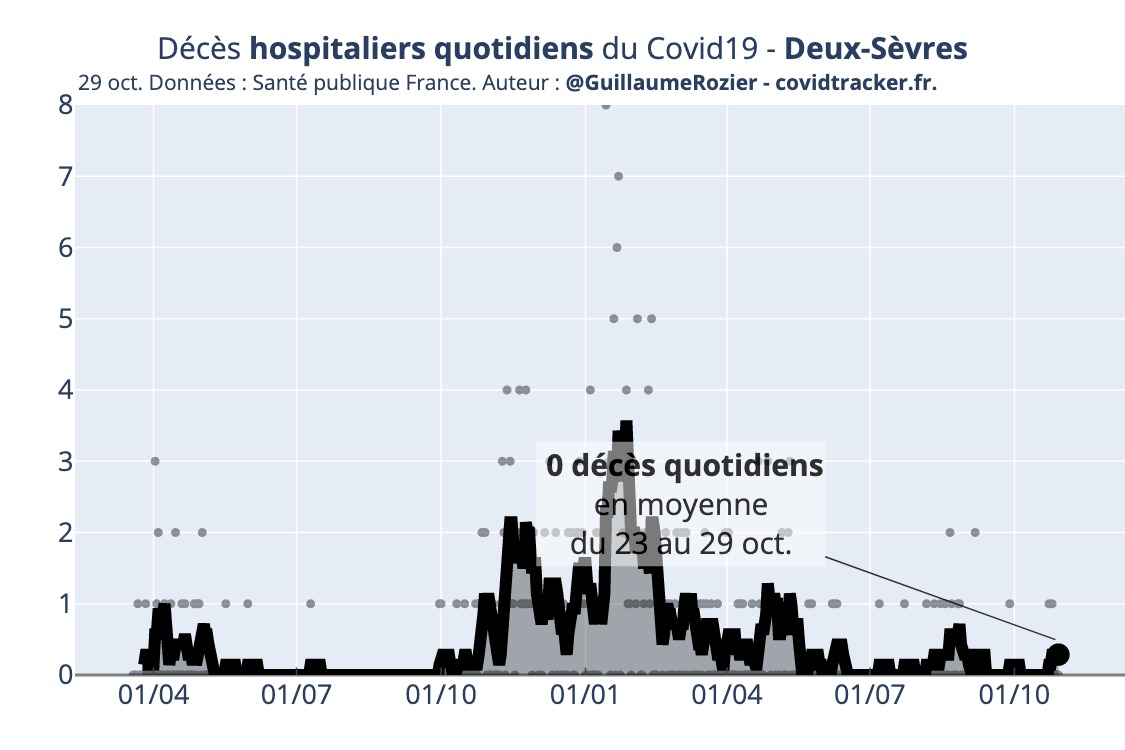 Décès hospitaliers quotidiens du Covid19 - Deux-Sèvres
29 oct. Données : Santé publique France. Auteur : @GuillaumeRozier - covidtracker.fr.
8
7
6
5
4
3
2
1
0
0 décès quotidiens
en moyenne
du 23 au 29 oct.
01/04 01/07 01/10 01/01 01/04 01/07 01/10